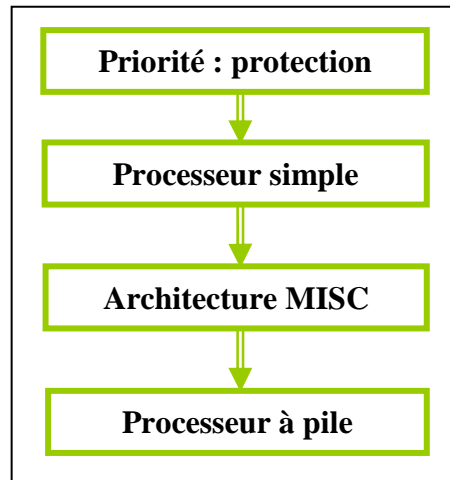 Priorité : protection
Processeur simple
Architecture MISC
Processeur à pile